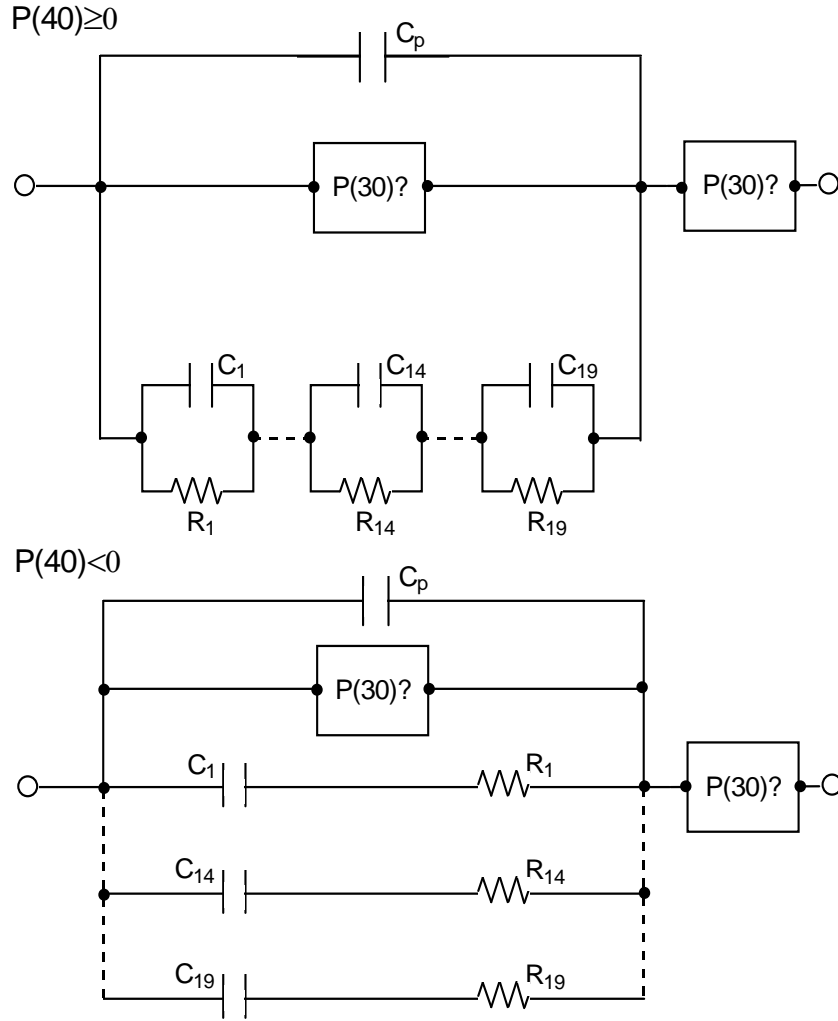 P(40)≥0
Cp
P(30)?
P(30)?
C1
C14
C19
R1
R14
R19
P(40)<0
Cp
P(30)?
C1
R1
P(30)?
C14
R14
C19
R19